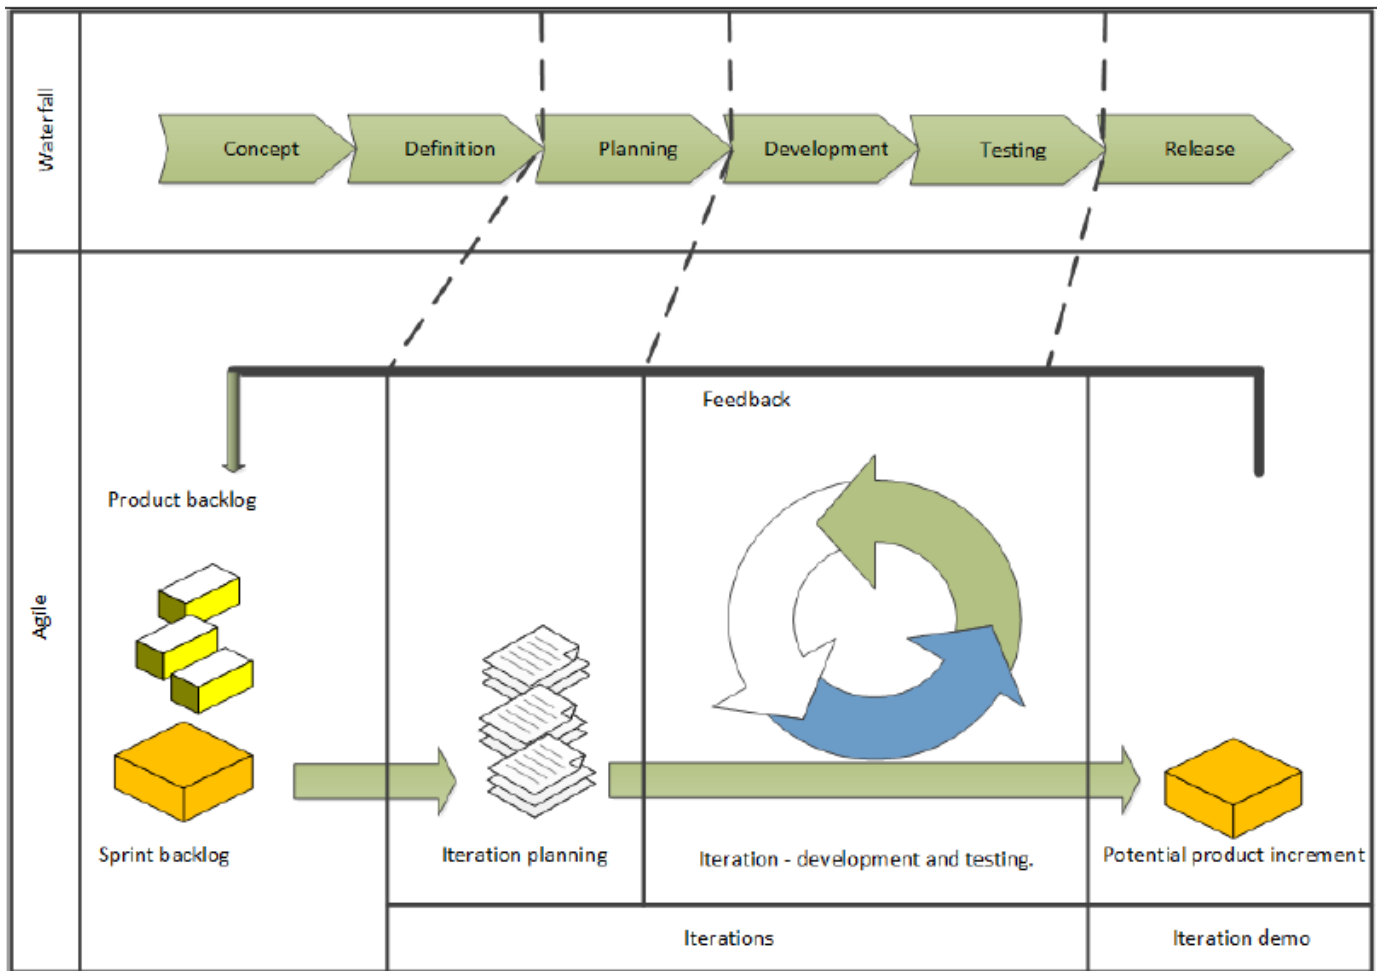 Waterfall
Concept
Definition
Planning
Development
Testing
Release
Agile
Feedback
Product backlog
Sprint backlog
Iteration planning
Iteration - development and testing.
Potential product increment
Iterations
Iteration demo